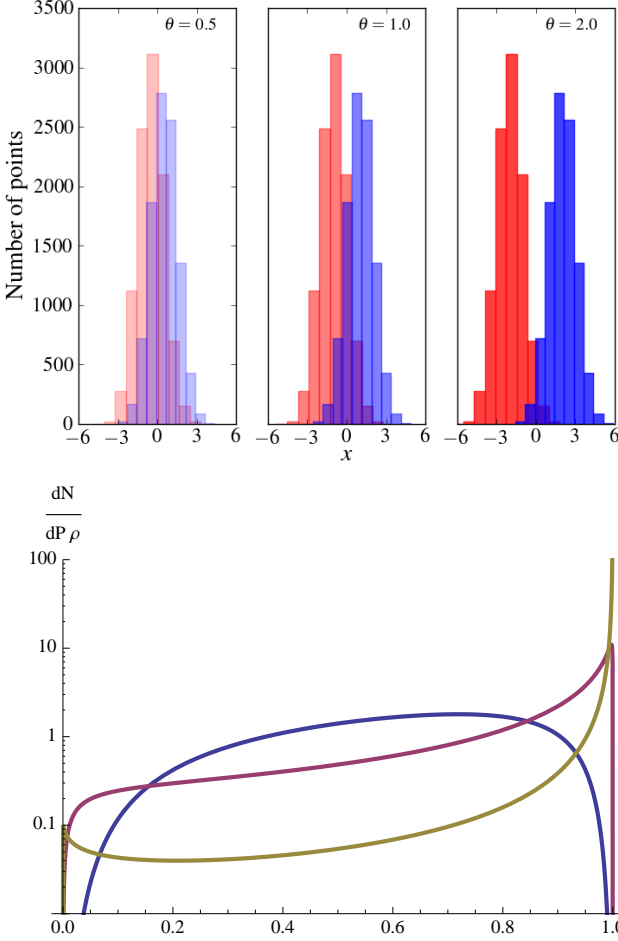 θ = 0.5
θ = 1.0
θ = 2.0
Number of points
3500
3000
2500
2000
1500
1000
500
0
−6 −3 0 3 6
−6 −3 0 3 6
−6 −3 0 3 6
x
dN
dP ρ
100
10
1
0.1
0.0 0.2 0.4 0.6 0.8 1.0